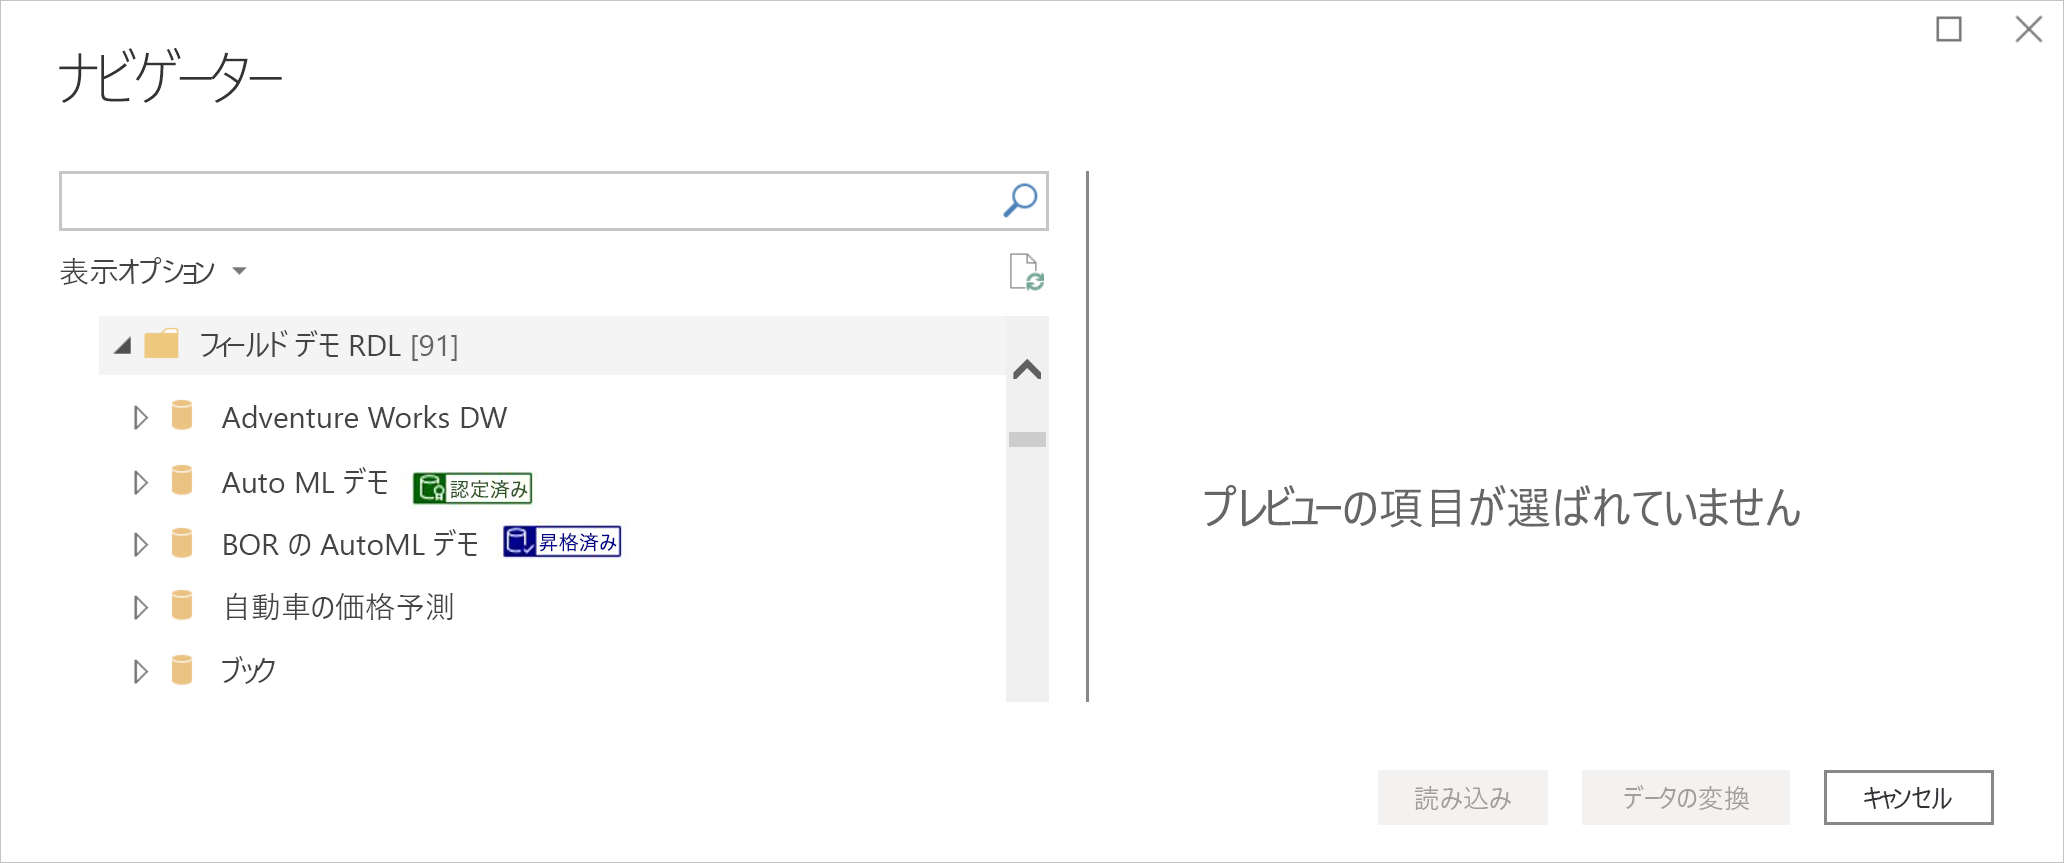 ナビゲーター
表示オプション
フィールド デモ RDL [91]
Adventure Works DW
Auto ML デモ 認定済み
BOR の AutoML デモ 昇格済み
自動車の価格予測
ブック
プレビューの項目が選ばれていません
読み込み データの変換 キャンセル